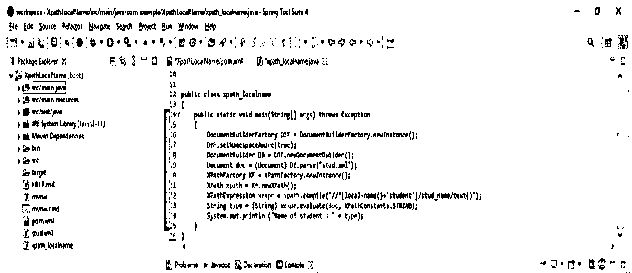 workspace - XpathLocalName/src/main/java/com/example/XpathLocalName/xpath_localname.java - Spring Tool Suite 4
File Edit Source Refactor Navigate Search Project Run Window Help
Package Explorer
*XpathLocalName/pom.xml
*xpath_localname.java
XpathLocalName [boot]
src/main/java
src/main/resources
src/test/java
JRE System Library
Maven Dependencies
bin
src
target
HELP.md
mvnw
mvnw.cmd
pom.xml
stud.xml
xpath_localname
10
11
12 public class xpath_localname
13 {
public static void main(String[] args) throws Exception
{
DocumentBuilderFactory DBF = DocumentBuilderFactory.newInstance();
.setNamespaceAware(true);
DocumentBuilder DB = .newDocumentBuilder();
Document doc = (Document) .parse("stud.xml");
XPathFactory XF = XPathFactory.newInstance();
XPath xpath = XF.newXPath();
XPathExpression expr = xpath.compile("//*[local-name()='student']/stud_name/text()");
String type = (String) expr.evaluate(doc, XPathConstants.STRING);
System.out.println ("Name of student : " + type);
}
}
Problems Javadoc Declaration Console